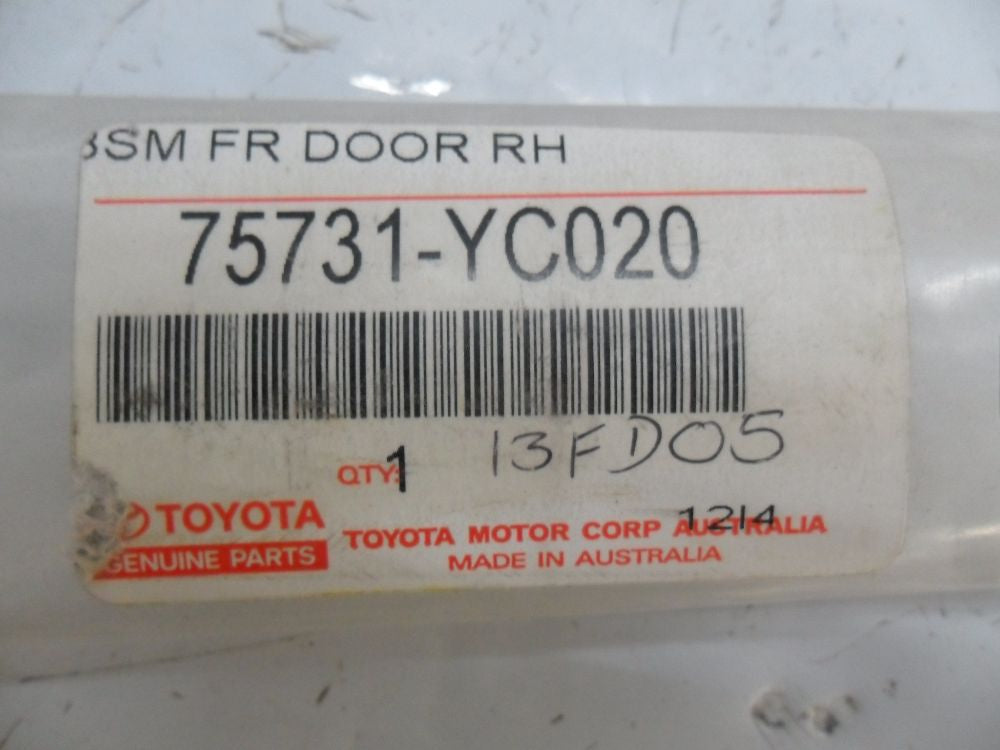 BSM FR DOOR RH
75731-YC020
13FD05
QTY: 1
1214
TOYOTA
GENUINE PARTS
TOYOTA MOTOR CORP AUSTRALIA
MADE IN AUSTRALIA